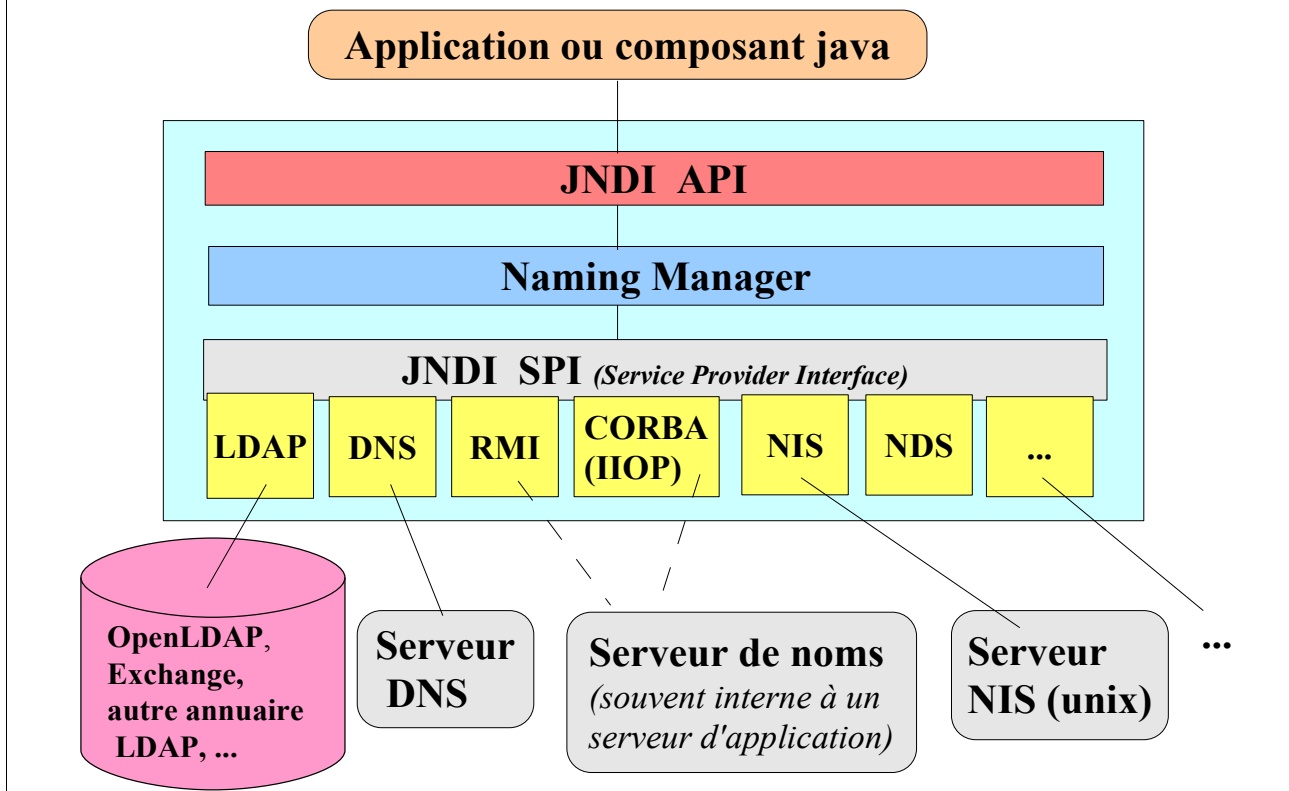 Application ou composant java
JNDI API
Naming Manager
JNDI SPI (Service Provider Interface)
LDAP
DNS
RMI
CORBA
(IIOP)
NIS
NDS
...
OpenLDAP,
Exchange,
autre annuaire
LDAP, ...
Serveur
DNS
Serveur de noms
(souvent interne à un
serveur d'application)
Serveur
NIS (unix)
...